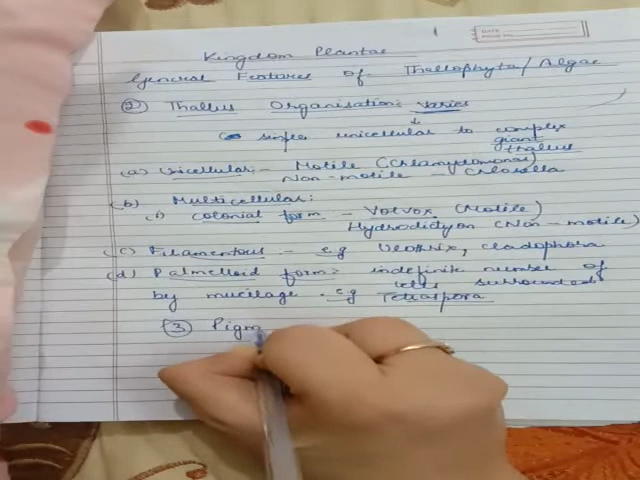 Kingdom Plantae
General Features of Thallophyta/Algae
(2) Thallus Organisation: varies
↓
simple unicellular to complex
giant
thallus
(a) Unicellular:- Motile (Chlamydomonas)
Non-motile - Chlorella
(b) Multicellular:
(i) colonial form - Volvox (Motile)
Hydrodictyon (Non-motile)
(c) Filamentous - e.g Ulothrix, cladophora
(d) Palmelloid form: indefinite number of
cells surrounded
by mucilage. e.g Tetraspora
(3) Pigm